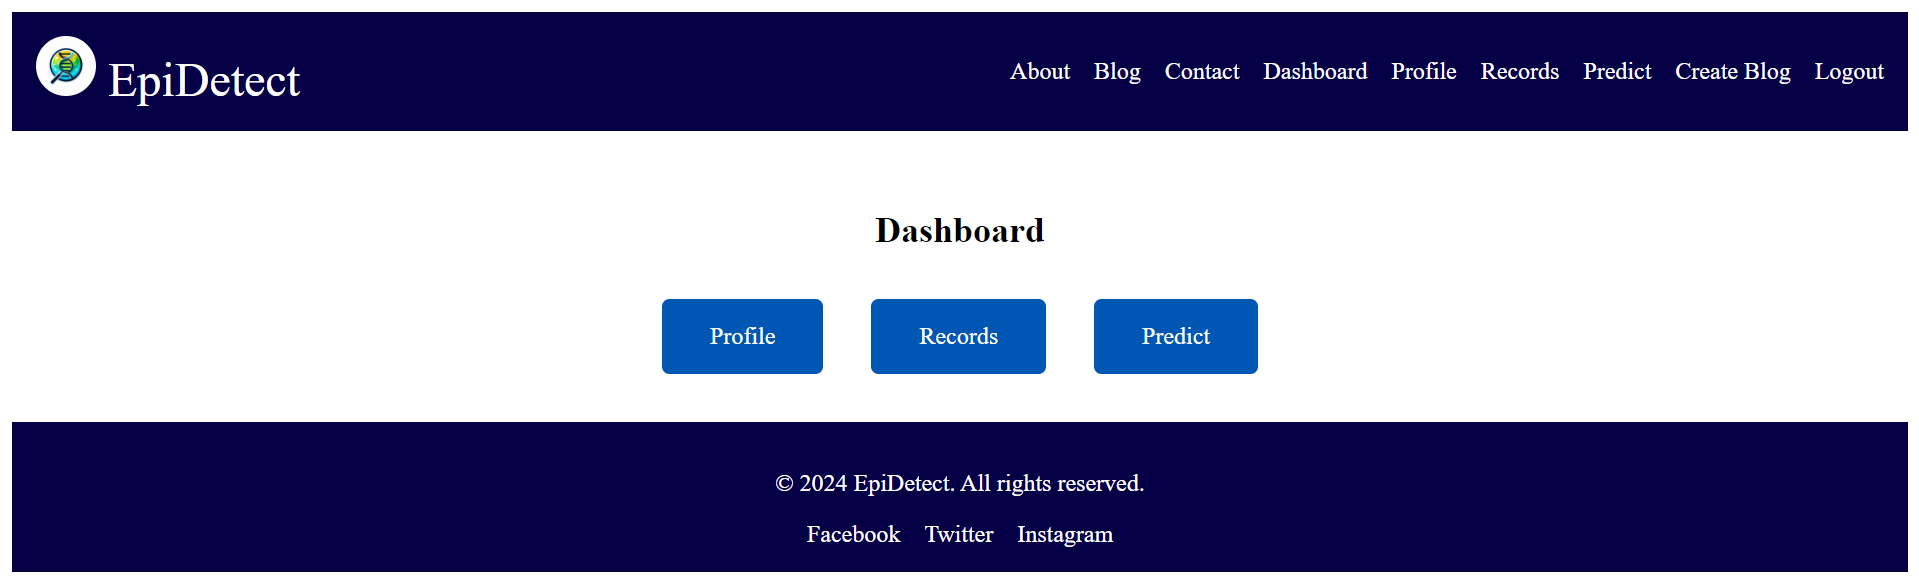 EpiDetect
About Blog Contact Dashboard Profile Records Predict Create Blog Logout
Dashboard
Profile Records Predict
© 2024 EpiDetect. All rights reserved.
Facebook Twitter Instagram